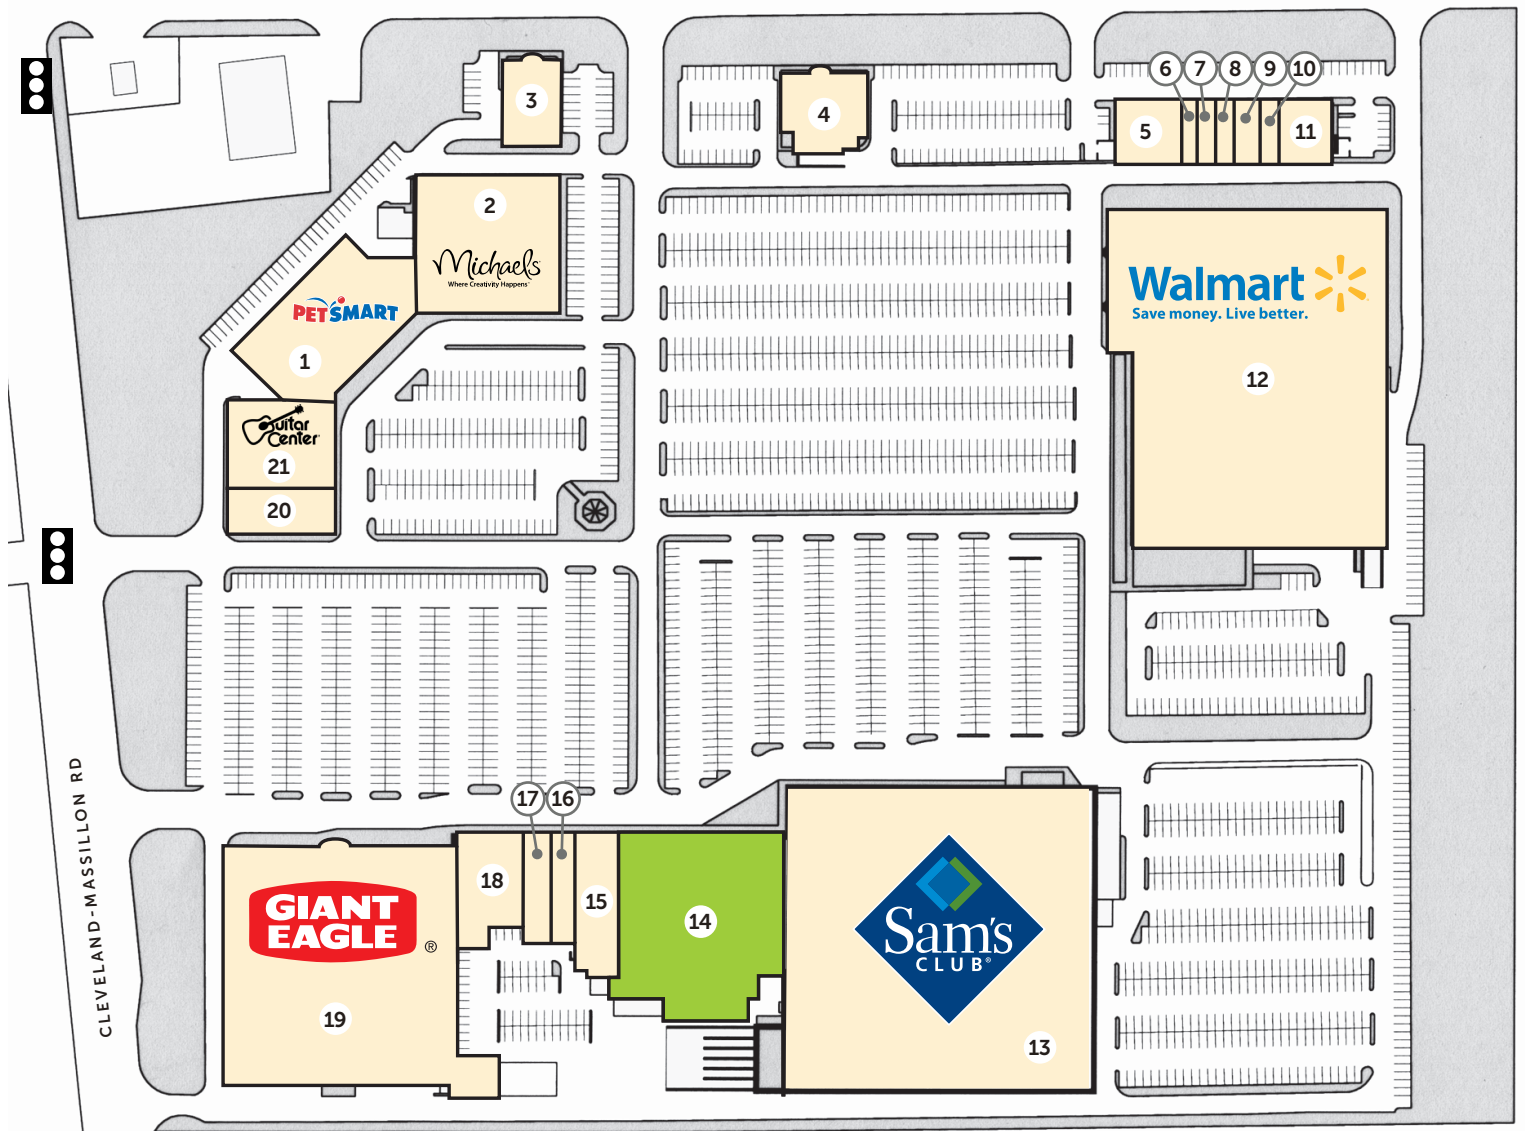 3
4
6
7
8
9
10
5
11
2
Michaels
Where Creativity Happens™
PETSMART
1
Walmart
Save money. Live better.
12
Guitar
Center
21
20
CLEVELAND-MASSILLON RD
17
16
18
15
14
GIANT
EAGLE®
19
Sam's
CLUB®
13